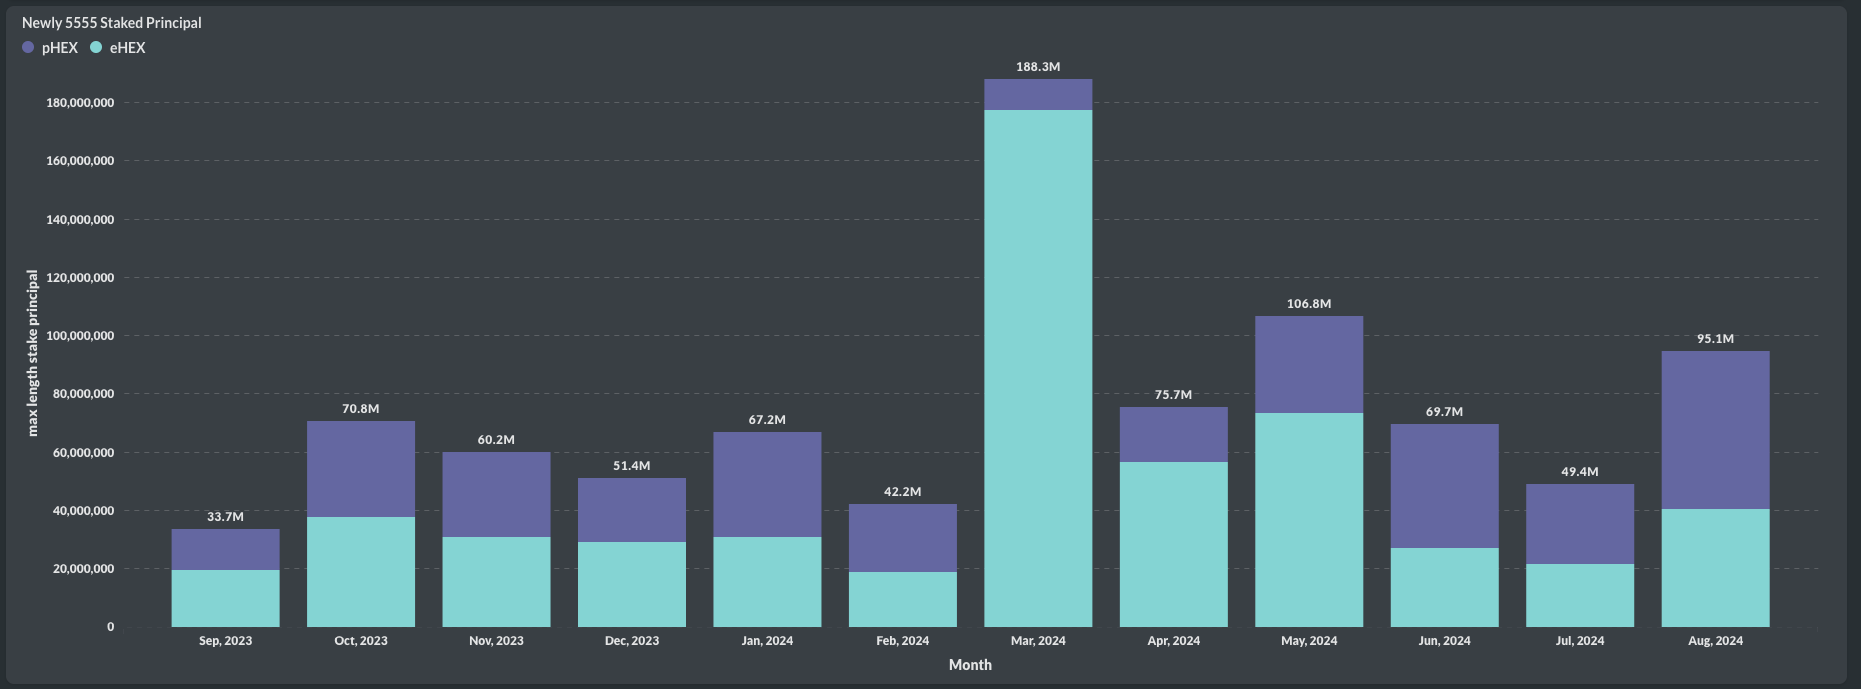 Newly 5555 Staked Principal
pHEX eHEX
188.3M
180,000,000
160,000,000
140,000,000
120,000,000
106.8M
100,000,000
95.1M
80,000,000
75.7M
70.8M
69.7M
67.2M
60.2M
60,000,000
51.4M
49.4M
42.2M
40,000,000
33.7M
20,000,000
0
max length stake principal
Sep, 2023 Oct, 2023 Nov, 2023 Dec, 2023 Jan, 2024 Feb, 2024 Mar, 2024 Apr, 2024 May, 2024 Jun, 2024 Jul, 2024 Aug, 2024
Month